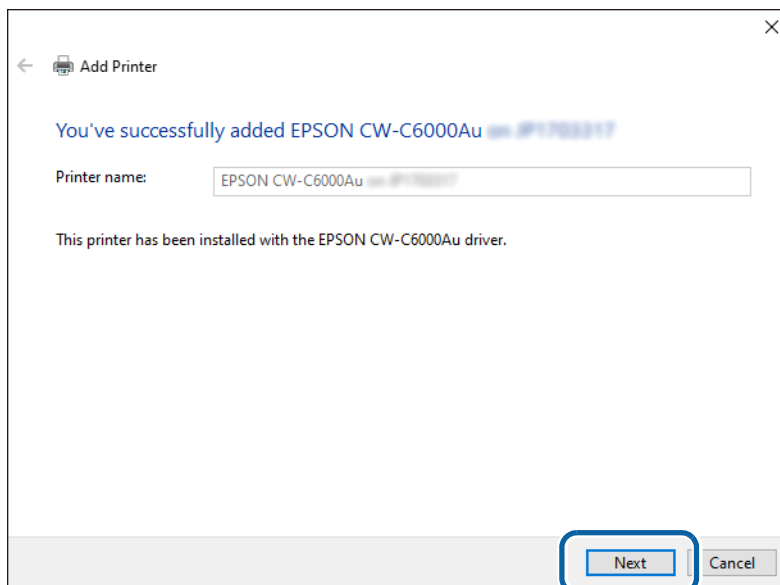 Add Printer
You've successfully added EPSON CW-C6000Au
Printer name:
EPSON CW-C6000Au
This printer has been installed with the EPSON CW-C6000Au driver.
Next
Cancel